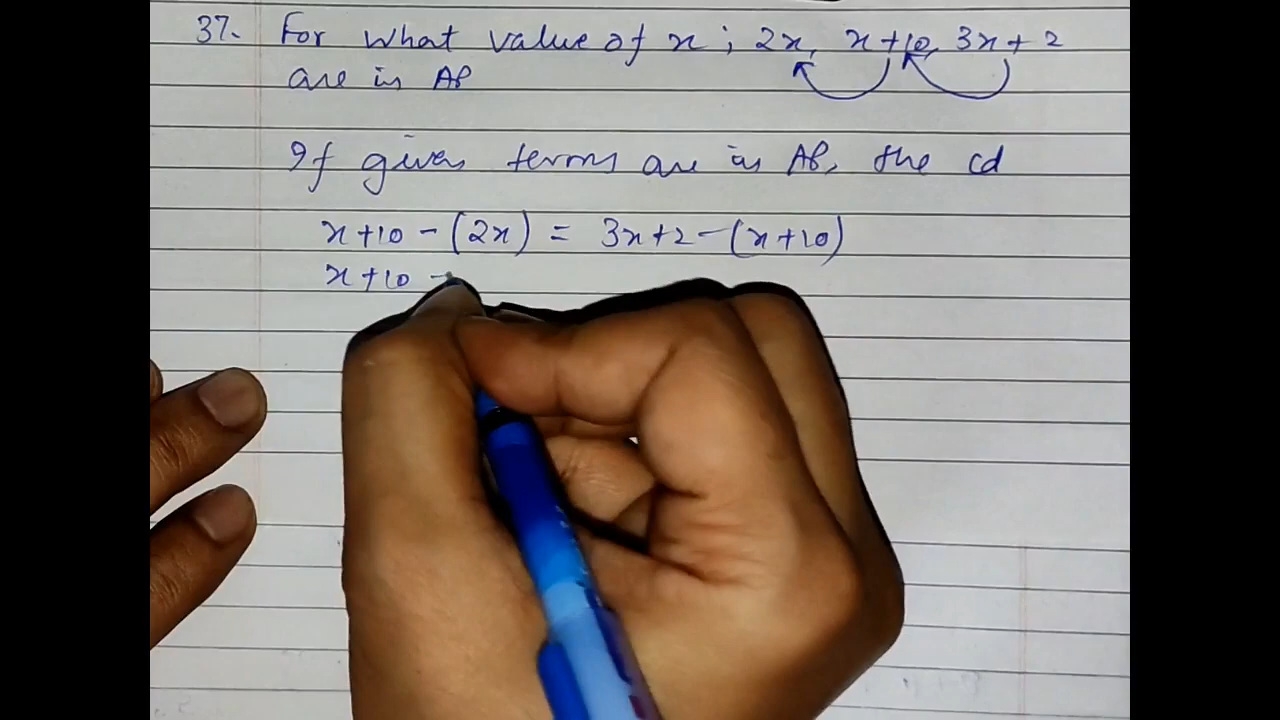 37. For what value of x; 2x, x+10, 3x+2
are in AP
If given terms are in AP, the cd
x+10-(2x) = 3x+2-(x+10)
x+10-